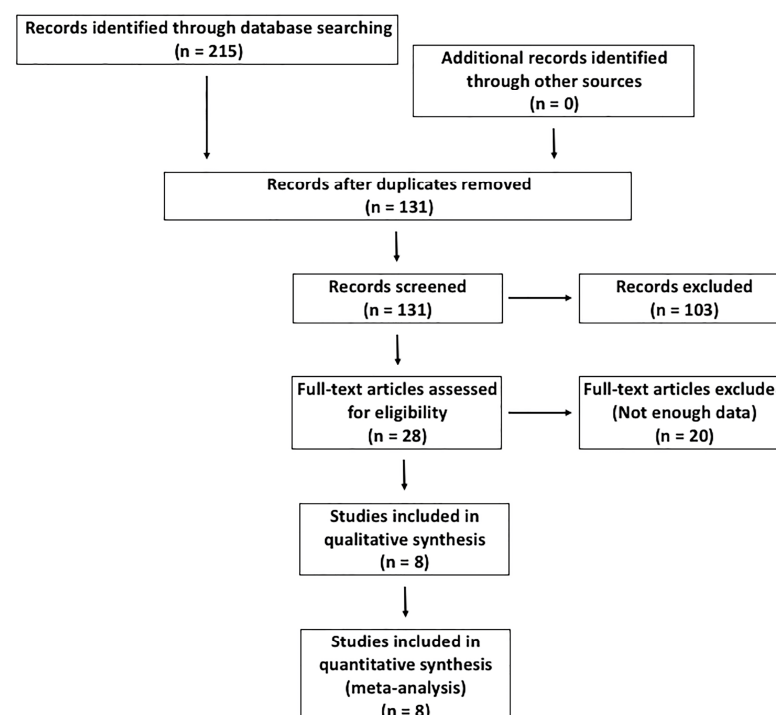 Records identified through database searching
(n = 215)
Additional records identified
through other sources
(n = 0)
Records after duplicates removed
(n = 131)
Records screened
(n = 131)
Records excluded
(n = 103)
Full-text articles assessed
for eligibility
(n = 28)
Full-text articles exclude
(Not enough data)
(n = 20)
Studies included in
qualitative synthesis
(n = 8)
Studies included in
quantitative synthesis
(meta-analysis)
(n = 8)